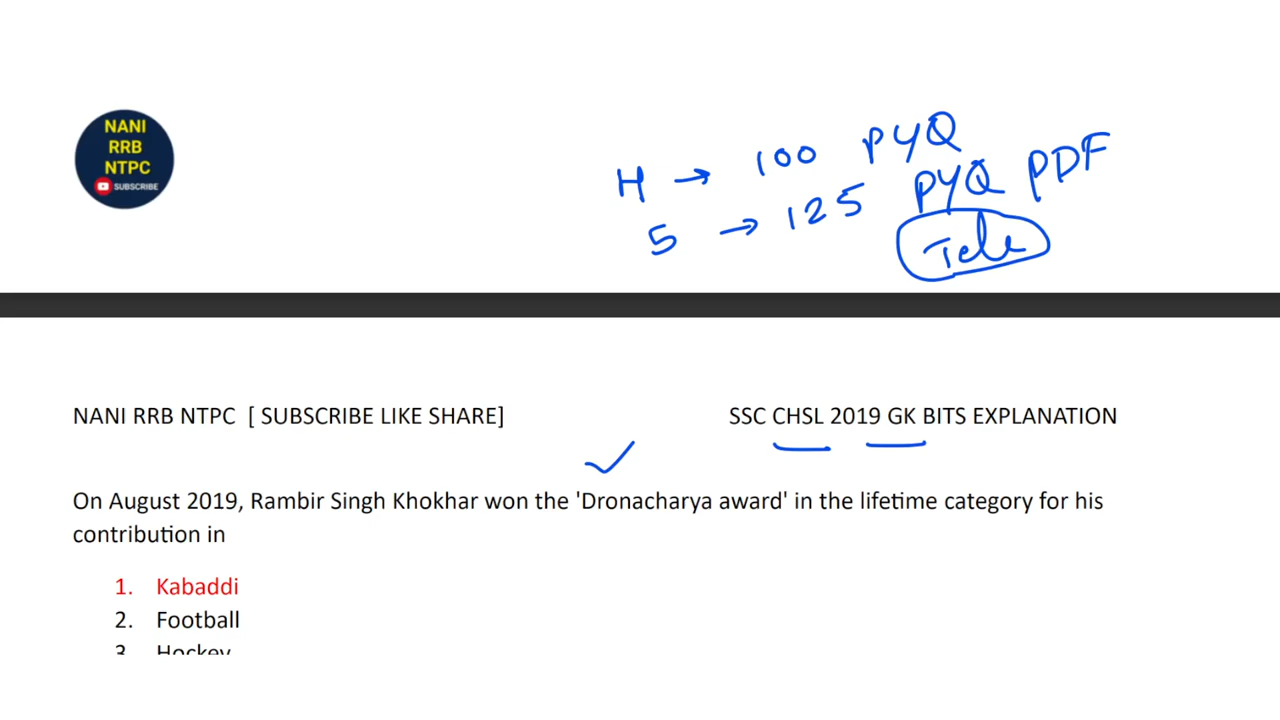 NANI
RRB
NTPC
SUBSCRIBE
H → 100 PYQ
5 → 125 PYQ PDF
Tele
NANI RRB NTPC [ SUBSCRIBE LIKE SHARE]
SSC CHSL 2019 GK BITS EXPLANATION
On August 2019, Rambir Singh Khokhar won the 'Dronacharya award' in the lifetime category for his
contribution in
1. Kabaddi
2. Football
3. Hockey